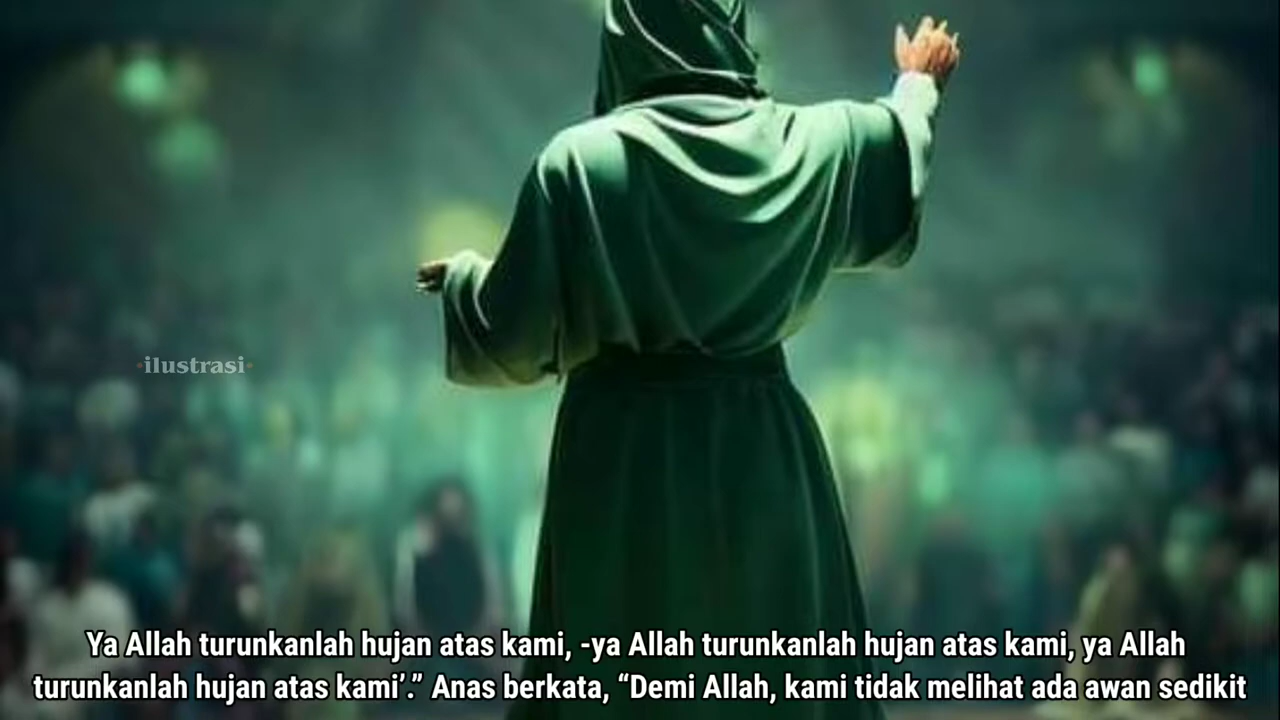 ·ilustrasi·
Ya Allah turunkanlah hujan atas kami, -ya Allah turunkanlah hujan atas kami, ya Allah
turunkanlah hujan atas kami’.” Anas berkata, “Demi Allah, kami tidak melihat ada awan sedikit